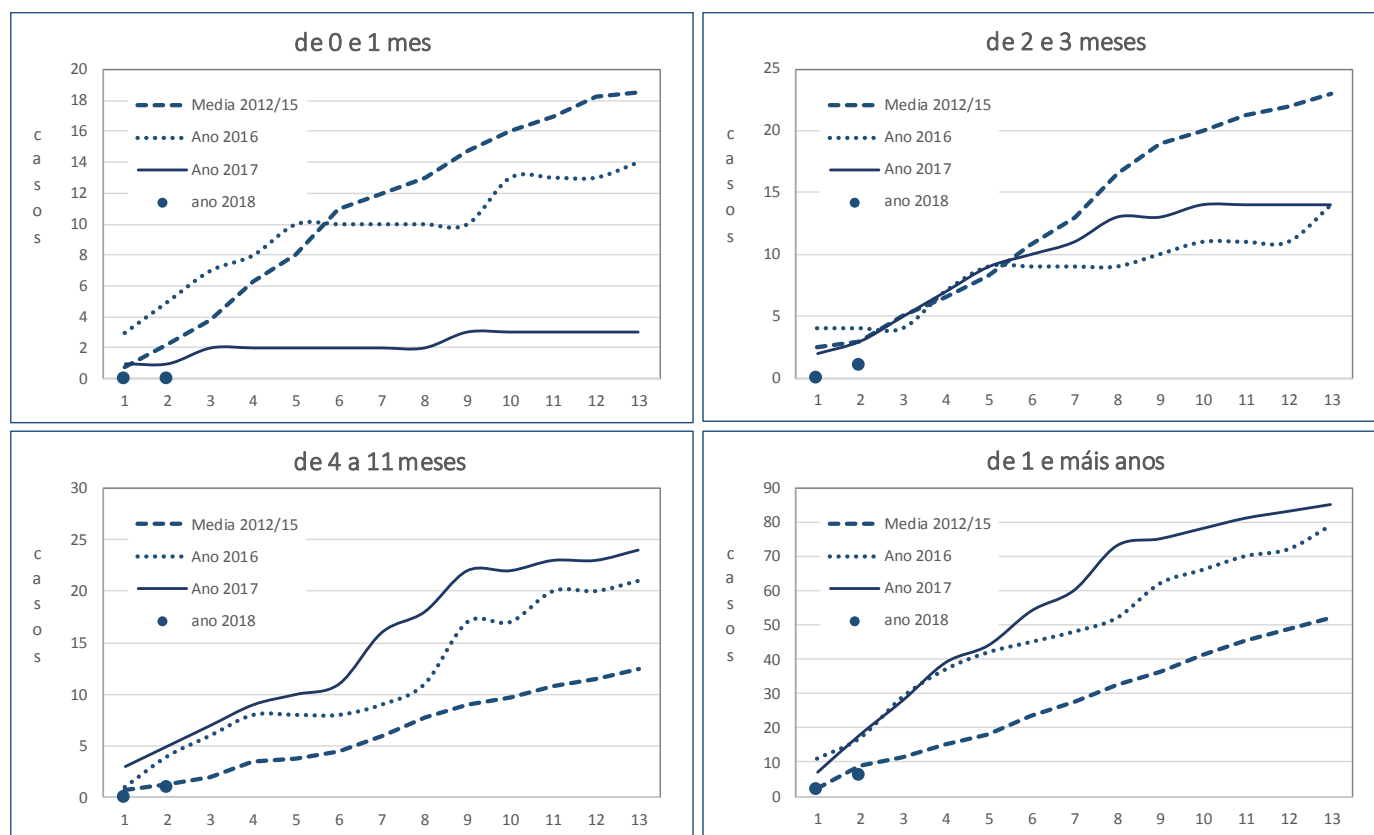 de 0 e 1 mes
20
18
16
14
12
10
8
6
4
2
0
casos
Media 2012/15
Ano 2016
Ano 2017
ano 2018
1 2 3 4 5 6 7 8 9 10 11 12 13
de 2 e 3 meses
25
20
15
10
5
0
casos
Media 2012/15
Ano 2016
Ano 2017
ano 2018
1 2 3 4 5 6 7 8 9 10 11 12 13
de 4 a 11 meses
30
25
20
15
10
5
0
casos
Media 2012/15
Ano 2016
Ano 2017
ano 2018
1 2 3 4 5 6 7 8 9 10 11 12 13
de 1 e máis anos
90
80
70
60
50
40
30
20
10
0
casos
Media 2012/15
Ano 2016
Ano 2017
ano 2018
1 2 3 4 5 6 7 8 9 10 11 12 13